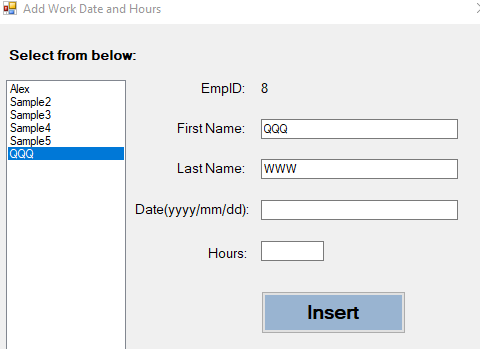 Add Work Date and Hours
Select from below:
Alex
Sample2
Sample3
Sample4
Sample5
QQQ
EmpID: 8
First Name: QQQ
Last Name: WWW
Date(yyyy/mm/dd):
Hours:
Insert